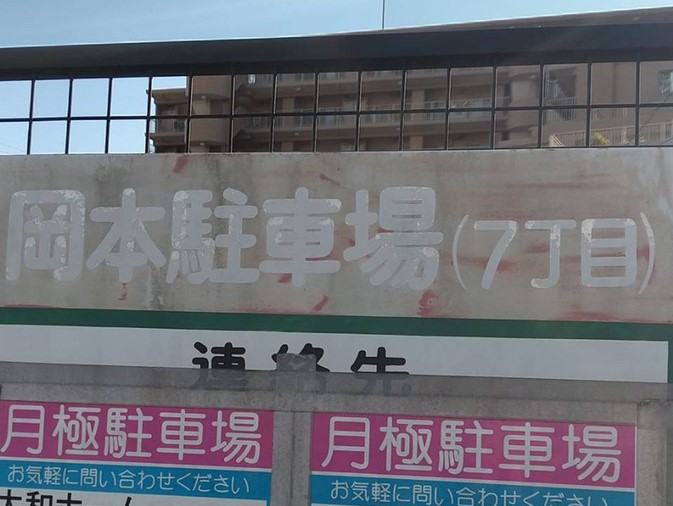 岡本駐車場(7丁目)
連絡先
月極駐車場
お気軽に問い合わせください
月極駐車場
お気軽に問い合わせください